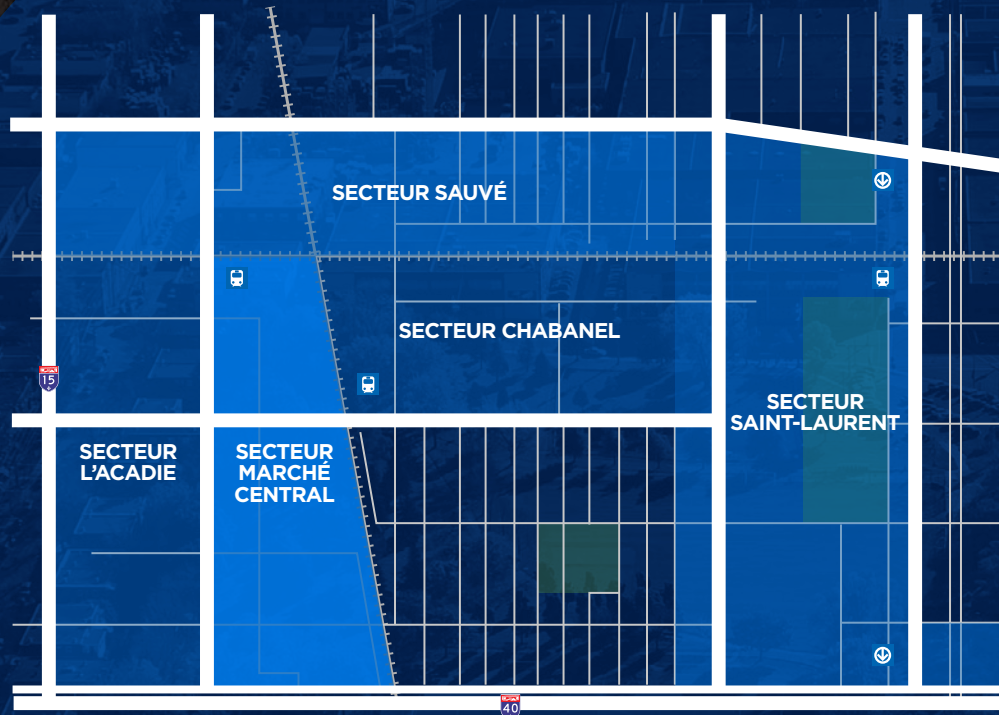 SECTEUR SAUVÉ
SECTEUR CHABANEL
15
SECTEUR
SAINT-LAURENT
SECTEUR
L'ACADIE
SECTEUR
MARCHÉ
CENTRAL
40